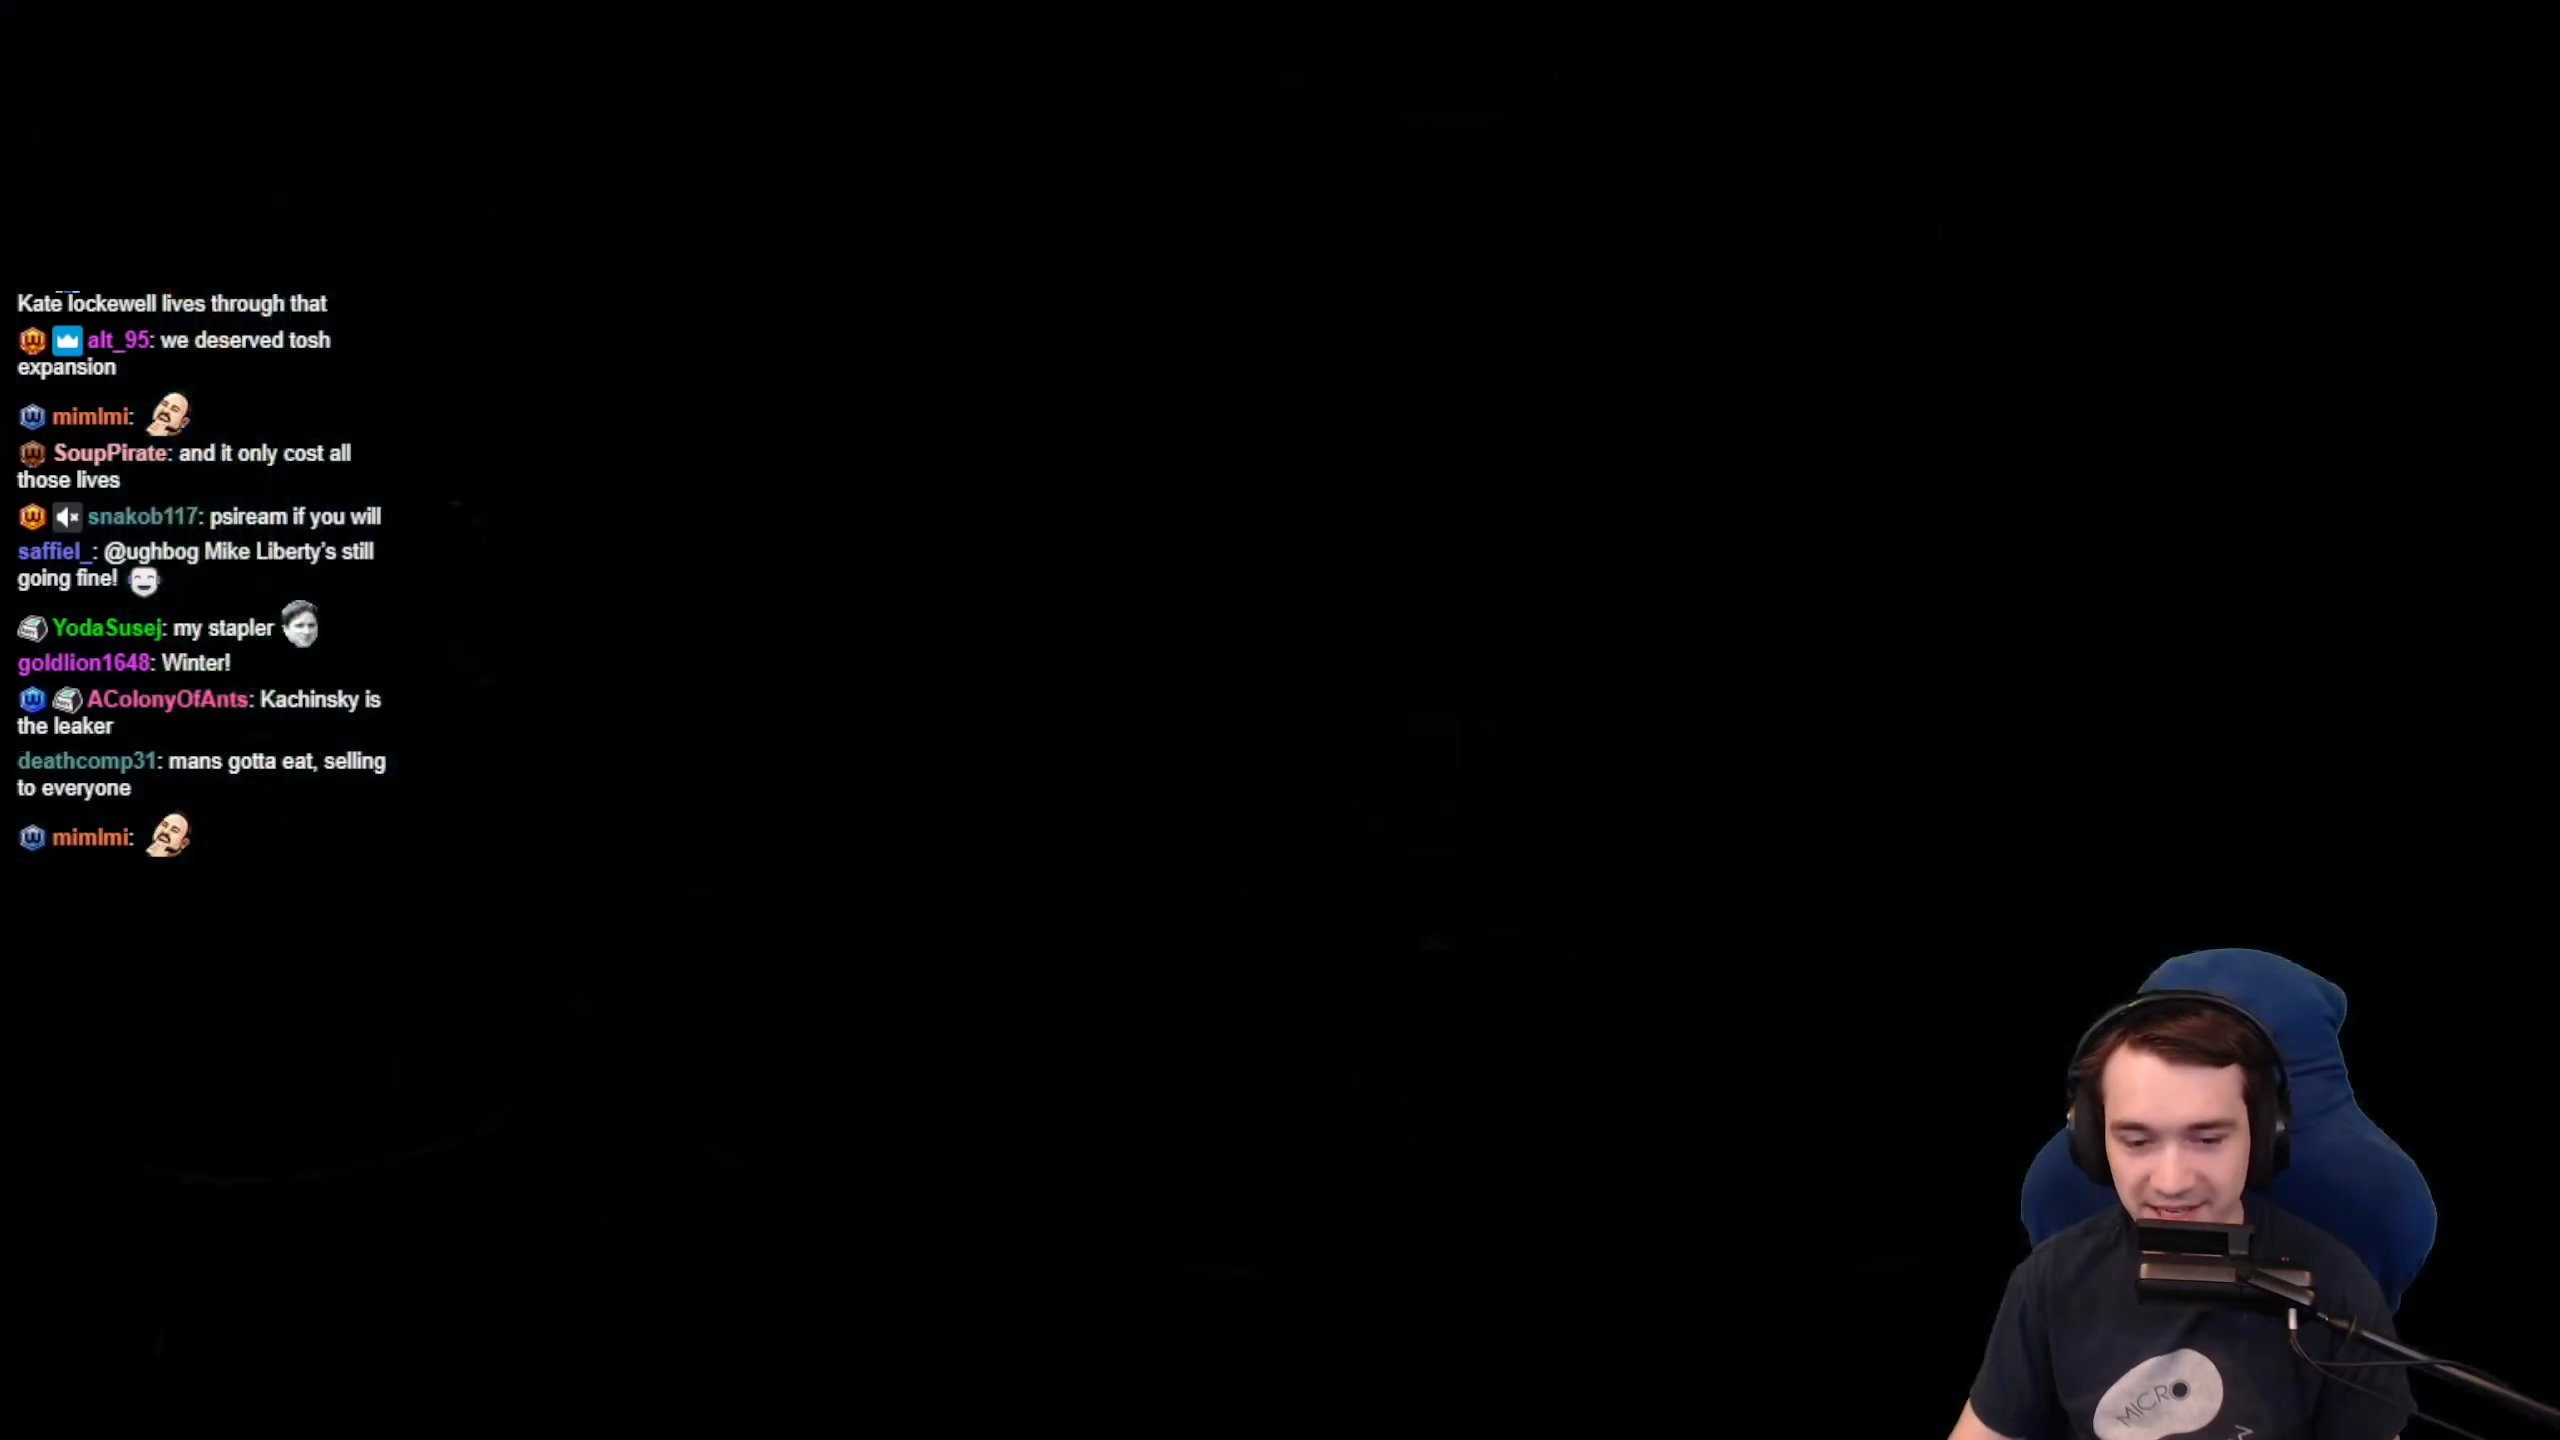 Kate lockewell lives through that
alt_95: we deserved tosh
expansion
mimlmi:
SoupPirate: and it only cost all
those lives
snakob117: psiream if you will
saffiel_: @ughbog Mike Liberty's still
going fine!
YodaSusej: my stapler
goldlion1648: Winter!
AColonyOfAnts: Kachinsky is
the leaker
deathcomp31: mans gotta eat, selling
to everyone
mimlmi:
MICRO